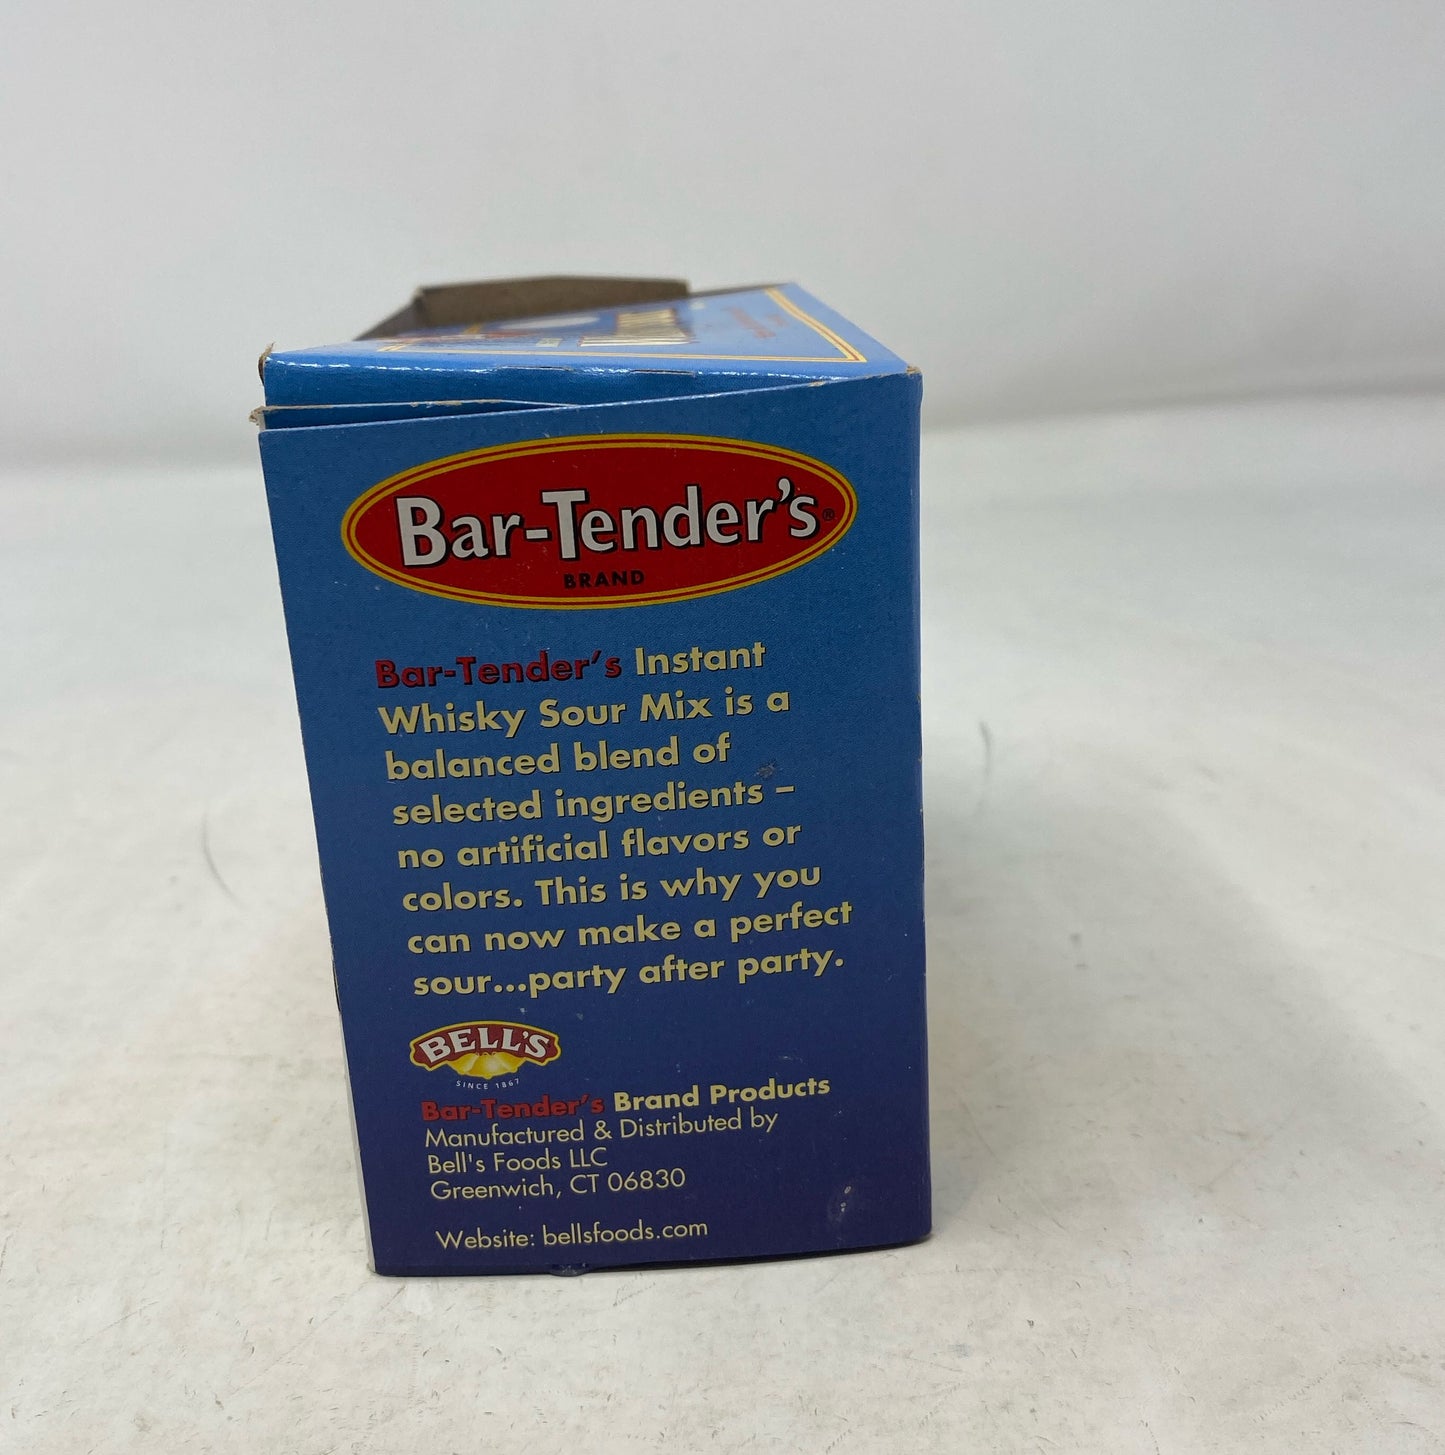 Bar-Tender's®
BRAND
Bar-Tender's Instant
Whisky Sour Mix is a
balanced blend of
selected ingredients –
no artificial flavors or
colors. This is why you
can now make a perfect
sour...party after party.
BELL'S
SINCE 1867
Bar-Tender's Brand Products
Manufactured & Distributed by
Bell's Foods LLC
Greenwich, CT 06830
Website: bellsfoods.com